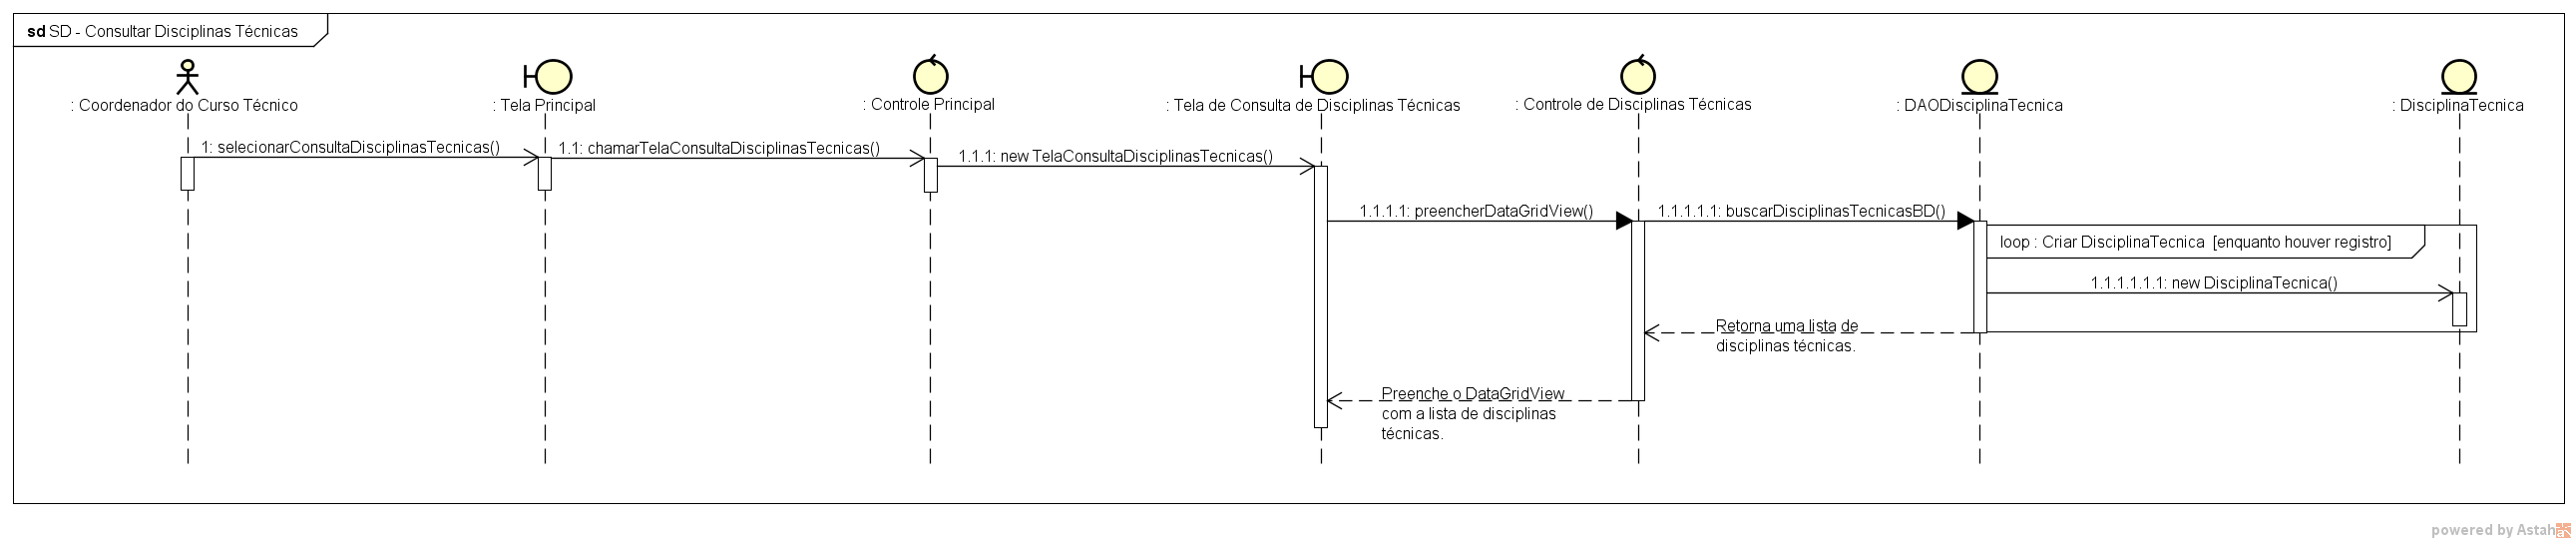 sd SD - Consultar Disciplinas Técnicas
: Coordenador do Curso Técnico
: Tela Principal
: Controle Principal
: Tela de Consulta de Disciplinas Técnicas
: Controle de Disciplinas Técnicas
: DAODisciplinaTecnica
: DisciplinaTecnica
1: selecionarConsultaDisciplinasTecnicas()
1.1: chamarTelaConsultaDisciplinasTecnicas()
1.1.1: new TelaConsultaDisciplinasTecnicas()
1.1.1.1: preencherDataGridView()
1.1.1.1.1: buscarDisciplinasTecnicasBD()
loop : Criar DisciplinaTecnica [enquanto houver registro]
1.1.1.1.1.1: new DisciplinaTecnica()
Retorna uma lista de
disciplinas técnicas.
Preenche o DataGridView
com a lista de disciplinas
técnicas.
powered by Astah